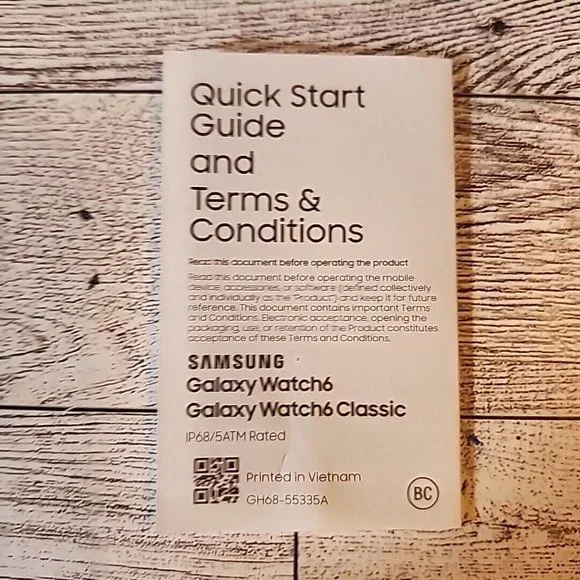 Quick Start
Guide
and
Terms &
Conditions
Read this document before operating the product
Read this document before operating the mobile
device, accessories, or software (defined collectively
and individually as the "Product") and keep it for future
reference. This document contains important Terms
and Conditions. Electronic acceptance, opening the
packaging, use, or retention of the Product constitutes
acceptance of these Terms and Conditions.
SAMSUNG
Galaxy Watch6
Galaxy Watch6 Classic
IP68/5ATM Rated
Printed in Vietnam
GH68-55335A
BC